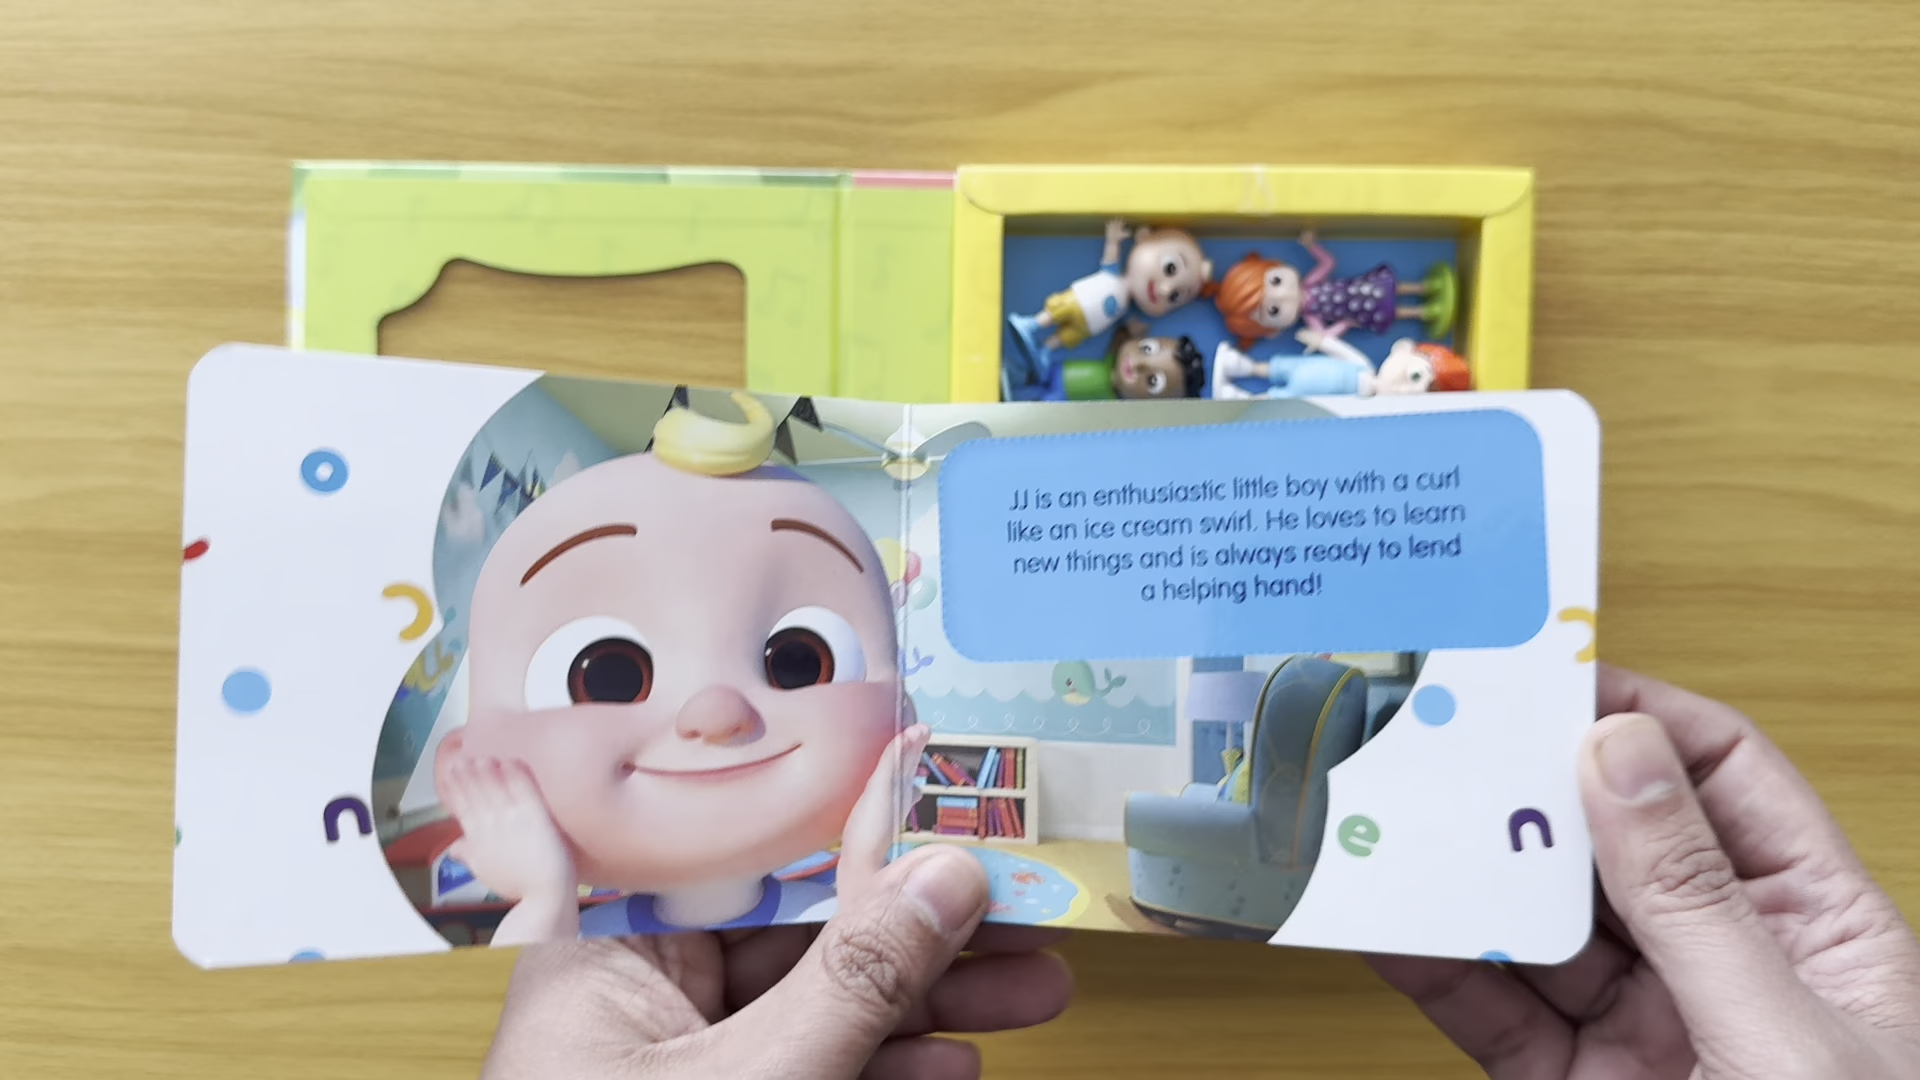 JJ is an enthusiastic little boy with a curl
like an ice cream swirl. He loves to learn
new things and is always ready to lend
a helping hand!
o
c
n
e
n